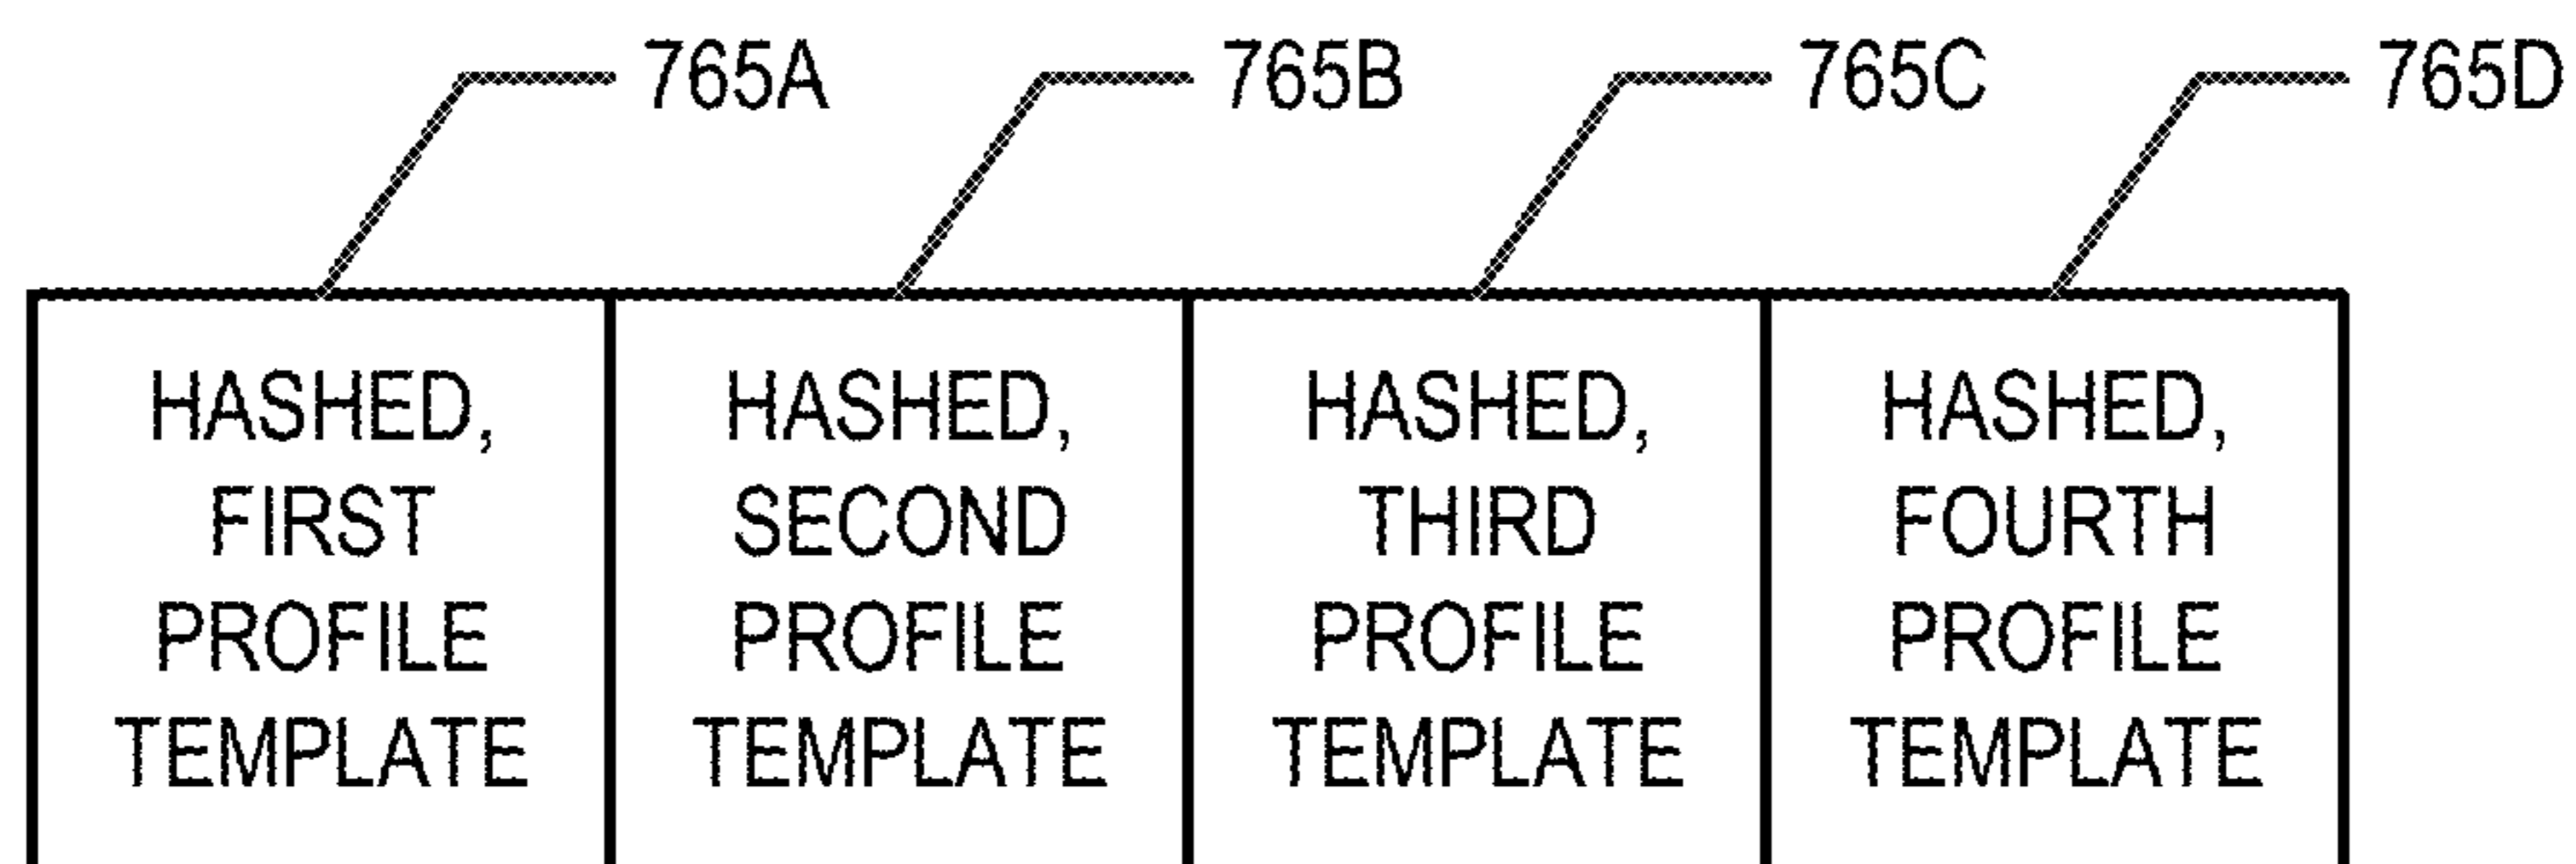 765A 765B 765C 765D
HASHED, HASHED, HASHED, HASHED,
FIRST SECOND THIRD FOURTH
PROFILE PROFILE PROFILE PROFILE
TEMPLATE TEMPLATE TEMPLATE TEMPLATE